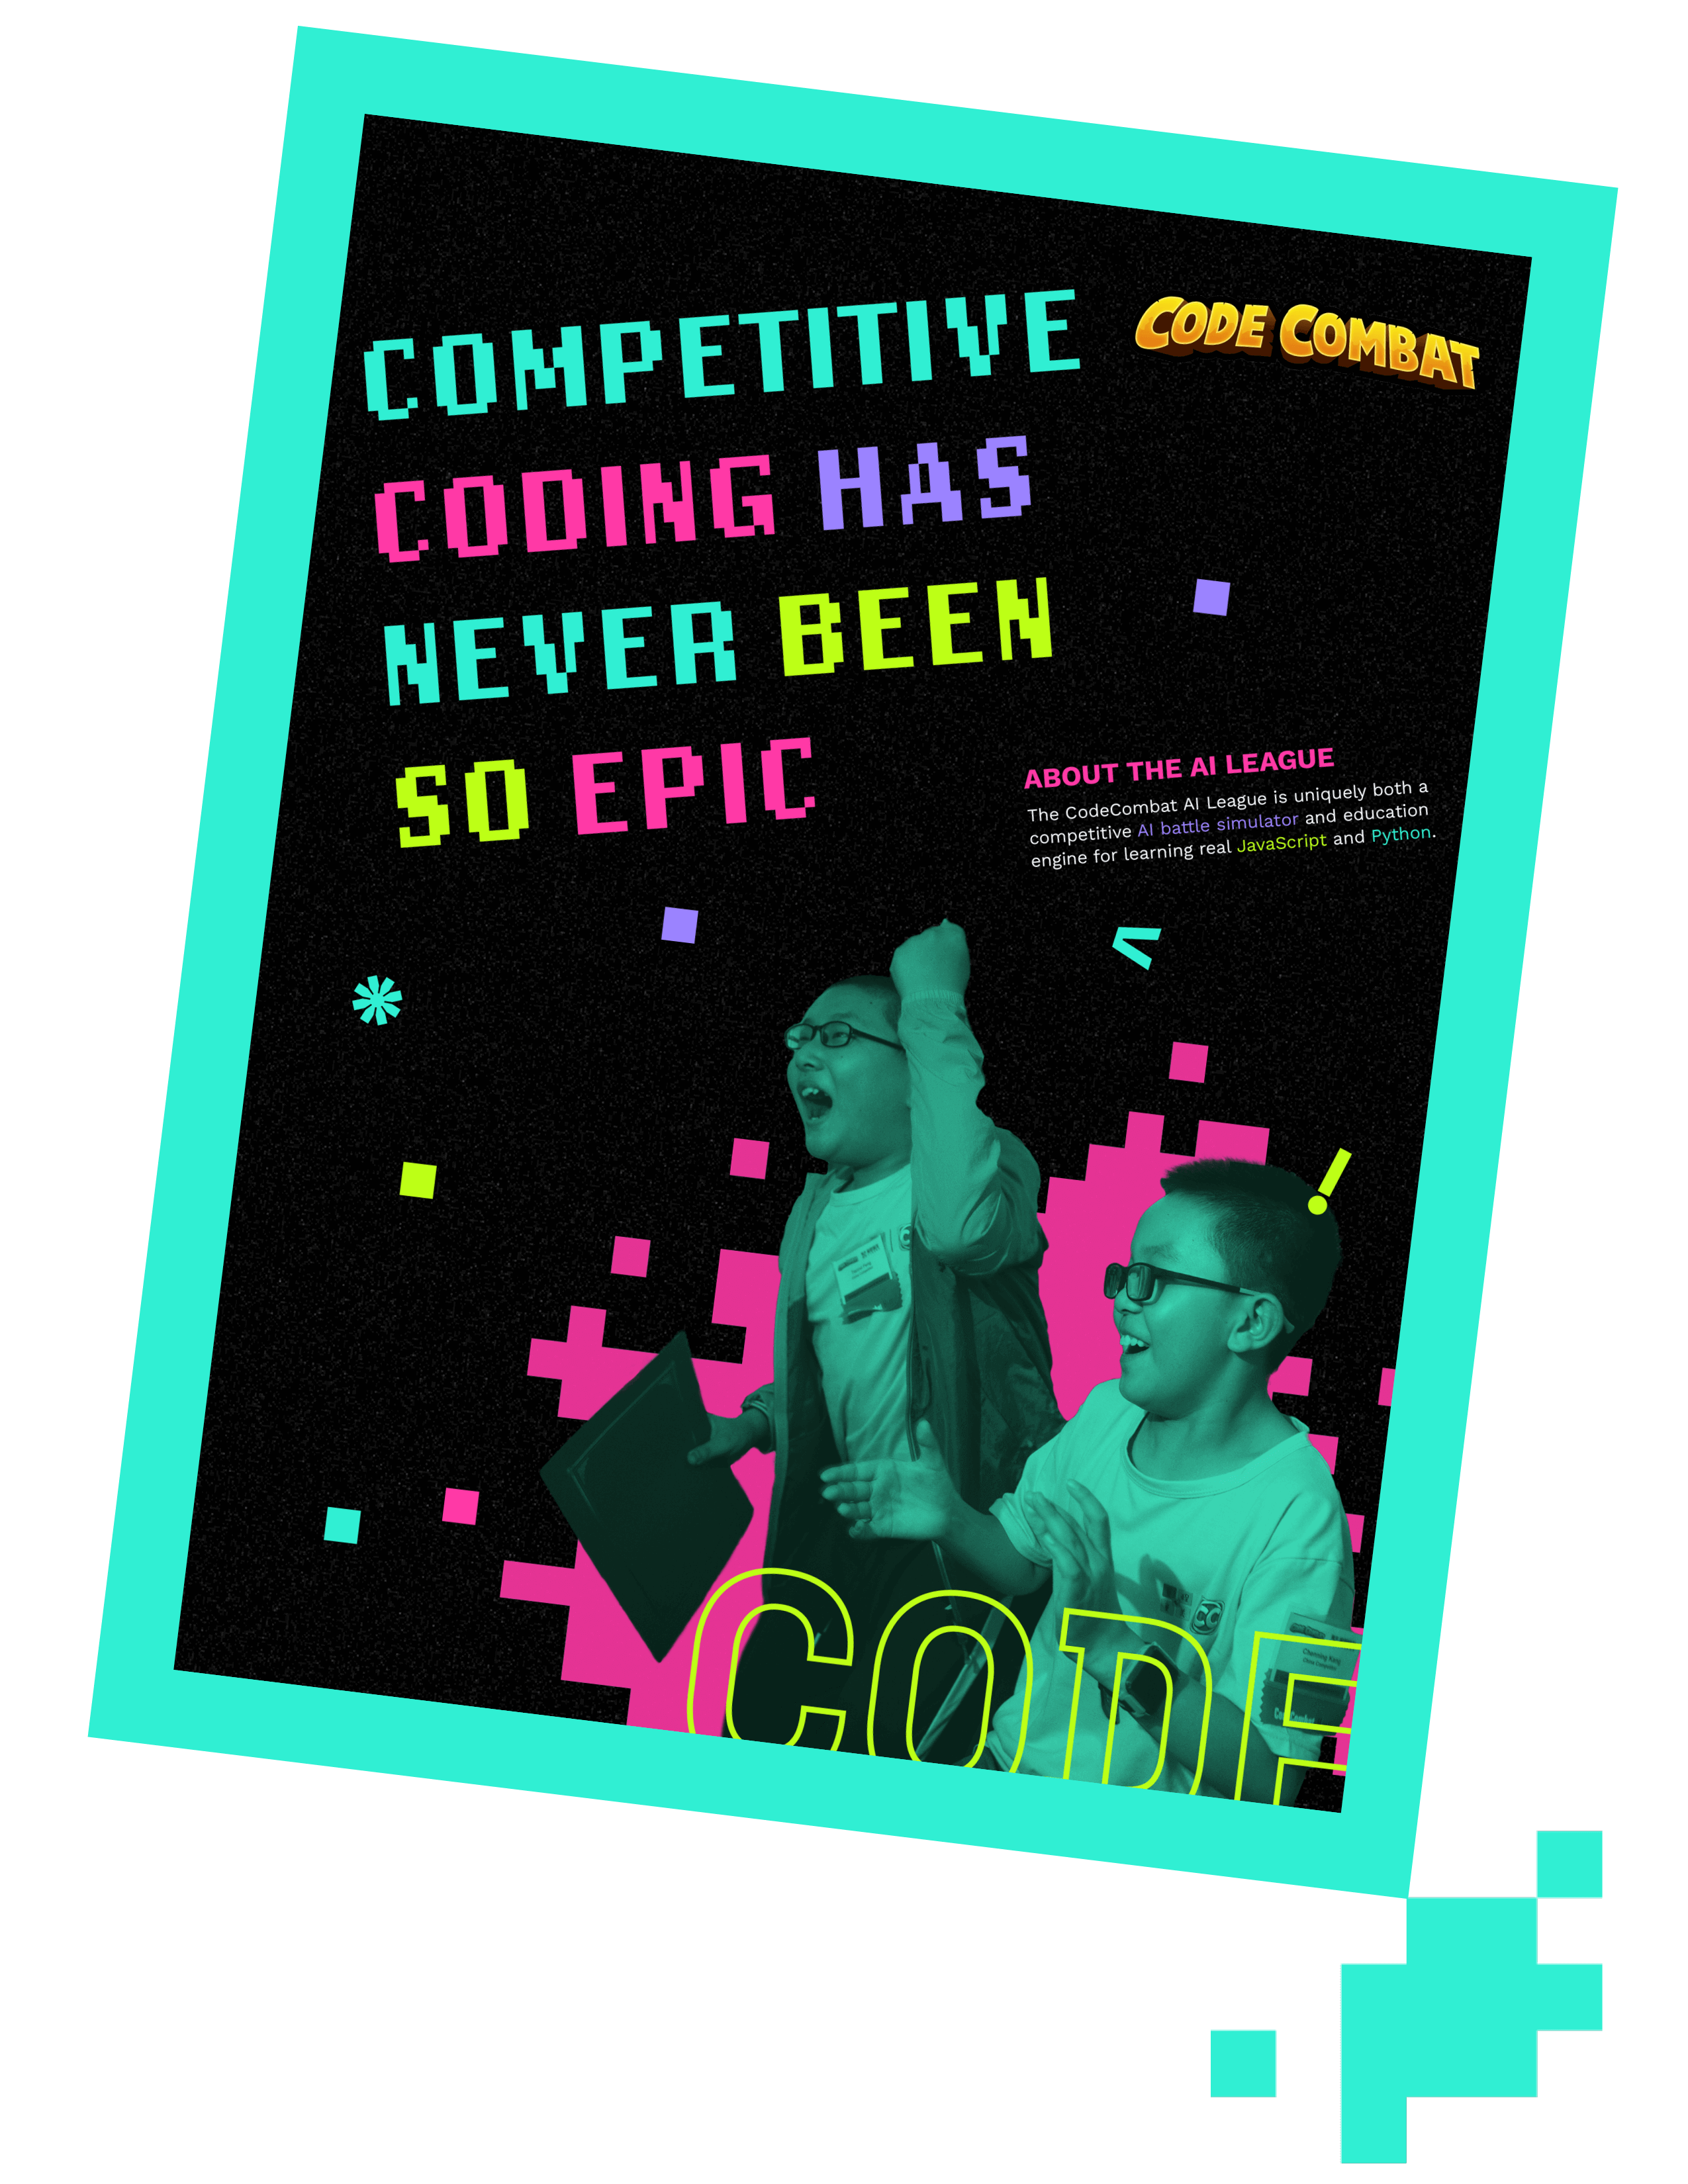 COMPETITIVE
CODE COMBAT
CODING HAS
NEVER BEEN
SO EPIC
ABOUT THE AI LEAGUE
The CodeCombat AI League is uniquely both a
competitive AI battle simulator and education
engine for learning real JavaScript and Python.
!
CODE